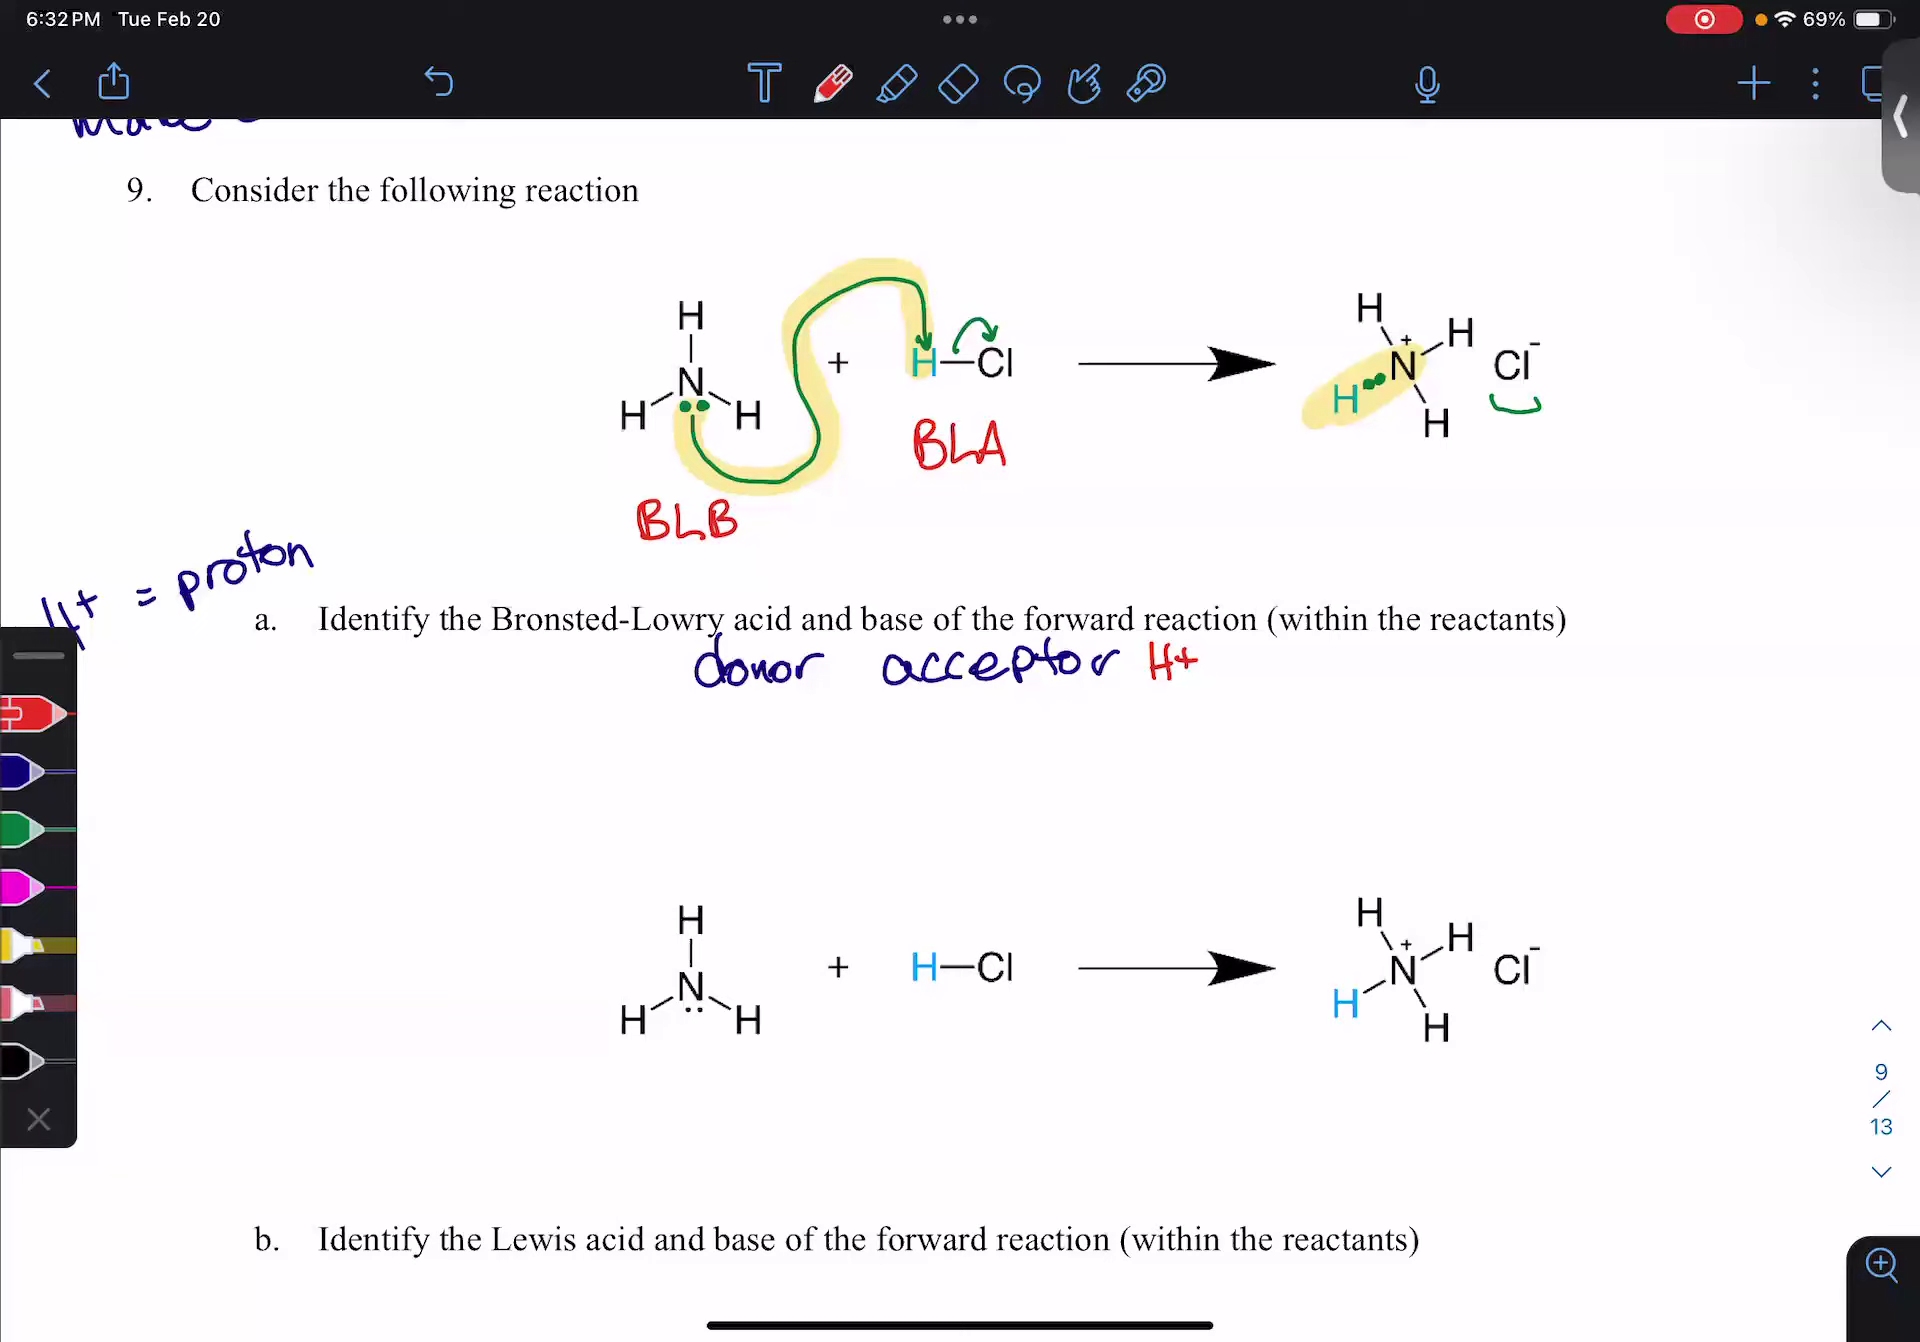 6:32 PM Tue Feb 20
69%
make
9. Consider the following reaction
H
N
H H
+
H—Cl
H
H
N+
H
H
Cl-
BLA
BLB
H+ = proton
a. Identify the Bronsted-Lowry acid and base of the forward reaction (within the reactants)
donor acceptor H+
H
N
H H
+
H—Cl
H
H
N+
H
H
Cl-
9
/
13
b. Identify the Lewis acid and base of the forward reaction (within the reactants)